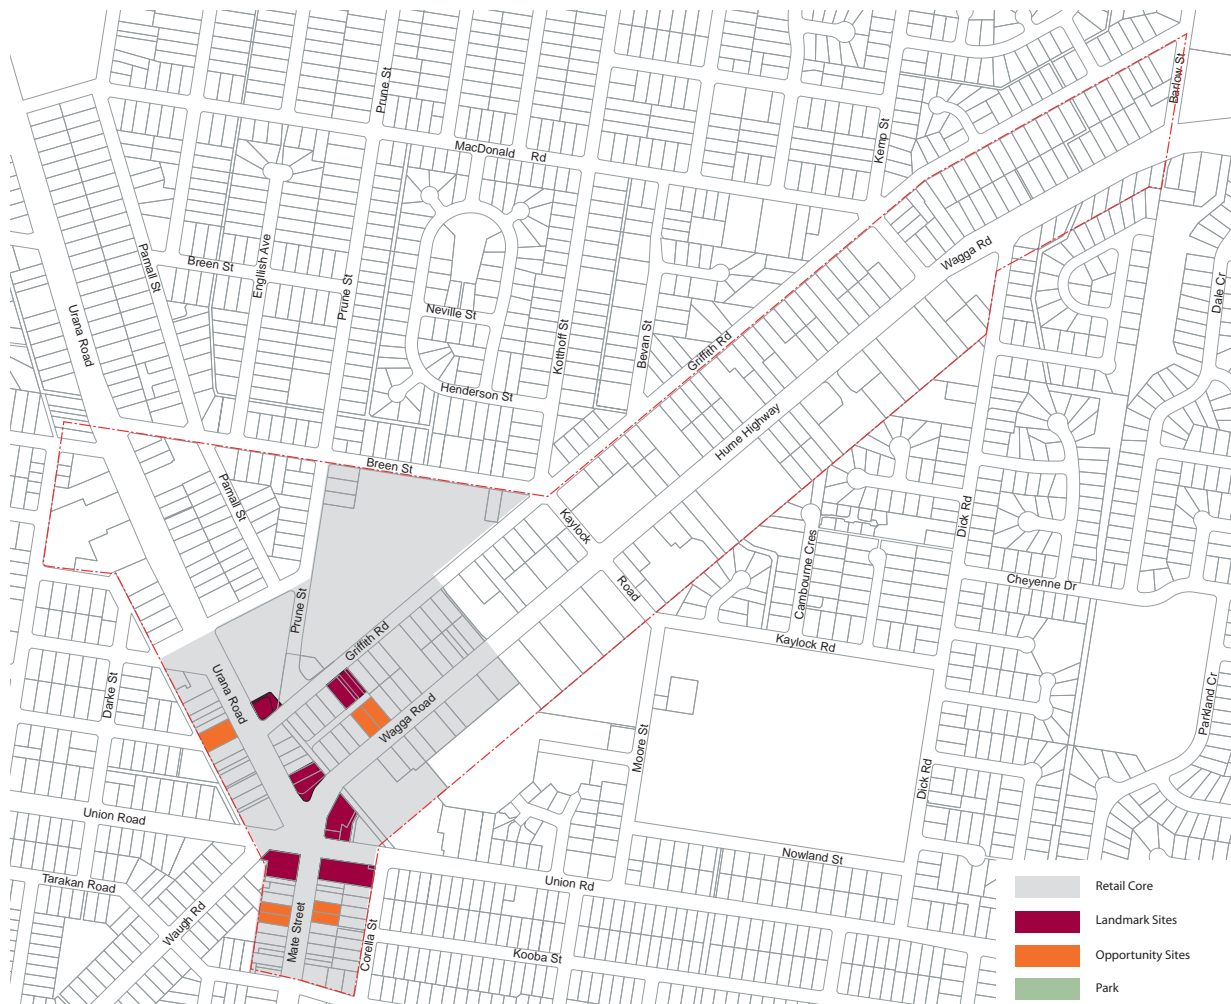 Prune St
Barlow St
Kemp St
MacDonald Rd
Parnall St
Breen St
Engllish Ave
Prune St
Wagga Rd
Dale Cr
Urana Road
Neville St
Kotthoff St
Bevan St
Griffith Rd
Henderson St
Hume Highway
Breen St
Parnall St
Kaylock
Road
Dick Rd
Cambourne Cres
Cheyenne Dr
Prune St
Griffith Rd
Kaylock Rd
Darke St
Urana Road
Wagga Road
Parkland Cr
Moore St
Dick Rd
Union Road
Nowland St
Tarakan Road
Union Rd
Waugh Rd
Mate Street
Corella St
Kooba St
Retail Core
Landmark Sites
Opportunity Sites
Park